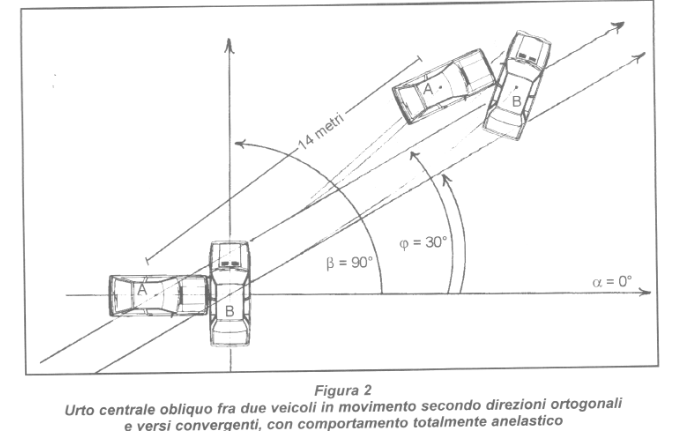 A
B
14 metri
β = 90°
φ = 30°
α = 0°
A
B
Figura 2
Urto centrale obliquo fra due veicoli in movimento secondo direzioni ortogonali
e versi convergenti, con comportamento totalmente anelastico